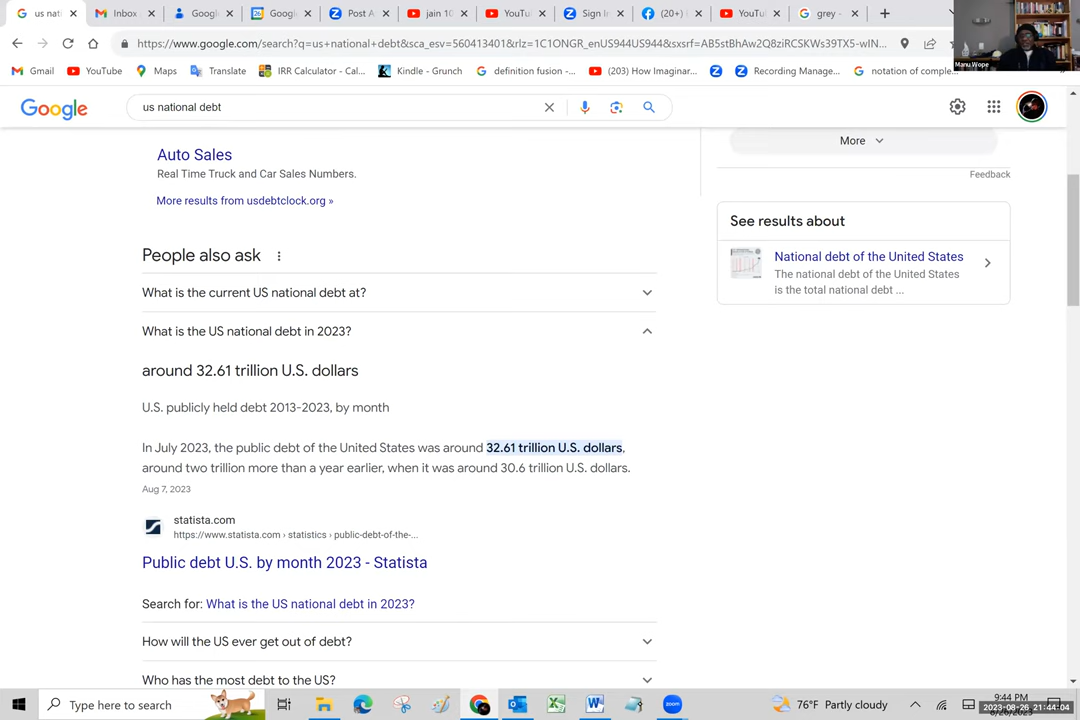 us nati
Inbox
Googl
Googl
Post A
jain 10
YouTu
Sign In
(20+)
YouTu
grey -
https://www.google.com/search?q=us+national+debt&sca_esv=560413401&rlz=1C1ONGR_enUS944US944&sxsrf=AB5stBhAw2Q8ziRCSKWs39TX5-wIN...
Manu Wope
Gmail
YouTube
Maps
Translate
IRR Calculator - Cal...
Kindle - Grunch
definition fusion -...
(203) How Imaginar...
Recording Manage...
notation of comple...
Google
us national debt
Auto Sales
Real Time Truck and Car Sales Numbers.
More results from usdebtclock.org »
More
Feedback
See results about
National debt of the United States
The national debt of the United States
is the total national debt ...
People also ask
What is the current US national debt at?
What is the US national debt in 2023?
around 32.61 trillion U.S. dollars
U.S. publicly held debt 2013-2023, by month
In July 2023, the public debt of the United States was around 32.61 trillion U.S. dollars,
around two trillion more than a year earlier, when it was around 30.6 trillion U.S. dollars.
Aug 7, 2023
statista.com
https://www.statista.com › statistics › public-debt-of-the-...
Public debt U.S. by month 2023 - Statista
Search for: What is the US national debt in 2023?
How will the US ever get out of debt?
Who has the most debt to the US?
Type here to search
zoom
76°F Partly cloudy
9:44 PM
2023-08-26 21:44:04